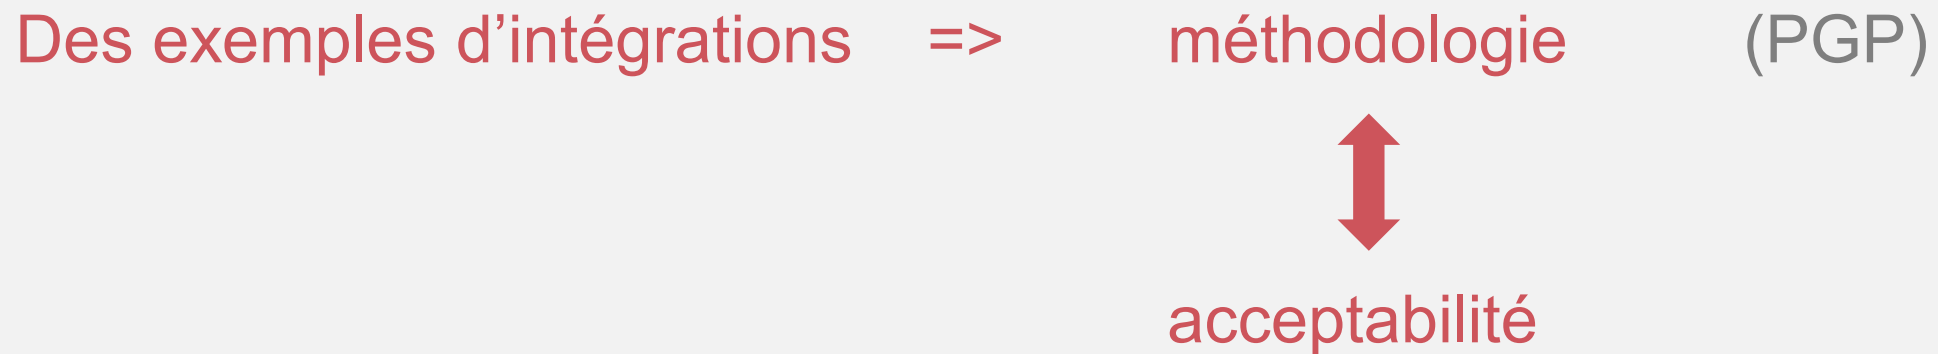 Des exemples d’intégrations => méthodologie (PGP)
acceptabilité